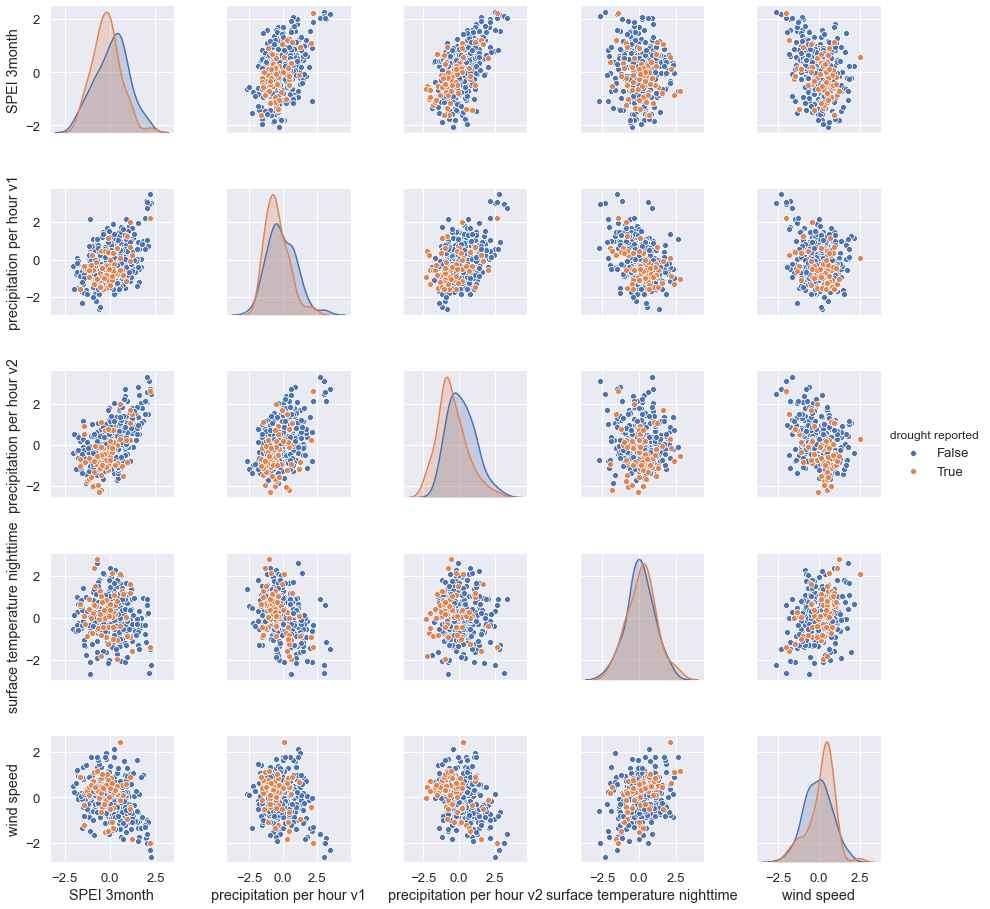 SPEI 3month
2
0
−2
precipitation per hour v1
2
0
−2
precipitation per hour v2
2
0
−2
drought reported
False
True
surface temperature nighttime
2
0
−2
wind speed
2
0
−2
−2.5 0.0 2.5 −2.5 0.0 2.5 −2.5 0.0 2.5 −2.5 0.0 2.5 −2.5 0.0 2.5
SPEI 3month precipitation per hour v1 precipitation per hour v2 surface temperature nighttime wind speed